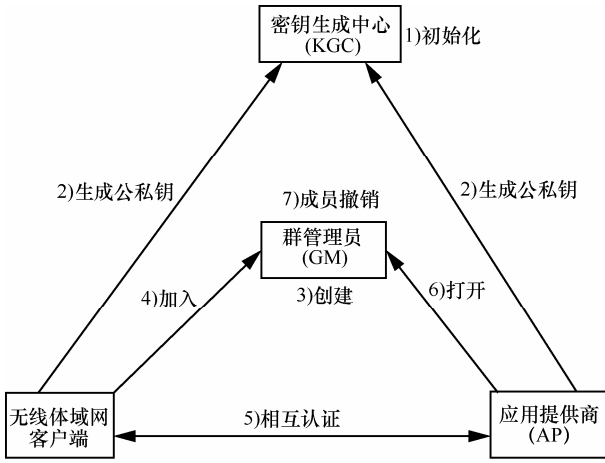 密钥生成中心
(KGC)
1)初始化
2)生成公私钥
2)生成公私钥
7)成员撤销
群管理员
(GM)
3)创建
4)加入
6)打开
无线体域网
客户端
5)相互认证
应用提供商
（AP）